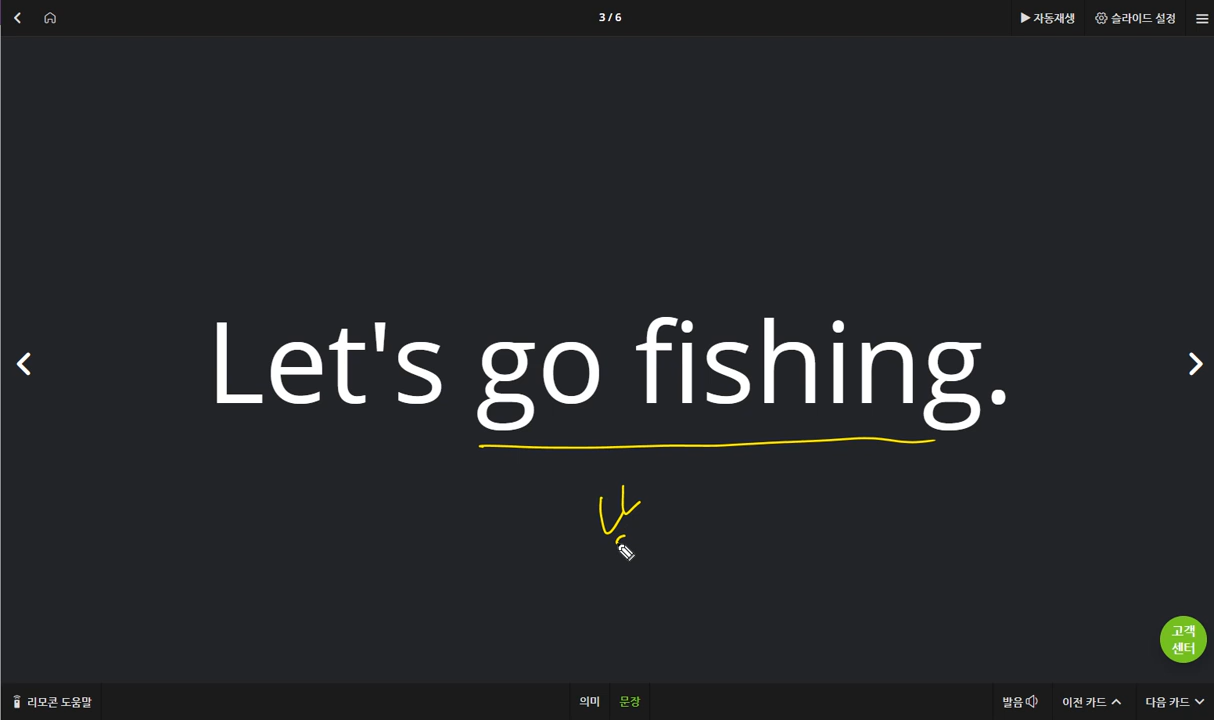 3 / 6
자동재생
슬라이드 설정
Let's go fishing.
고객
센터
리모콘 도움말
의미
문장
발음
이전 카드
다음 카드